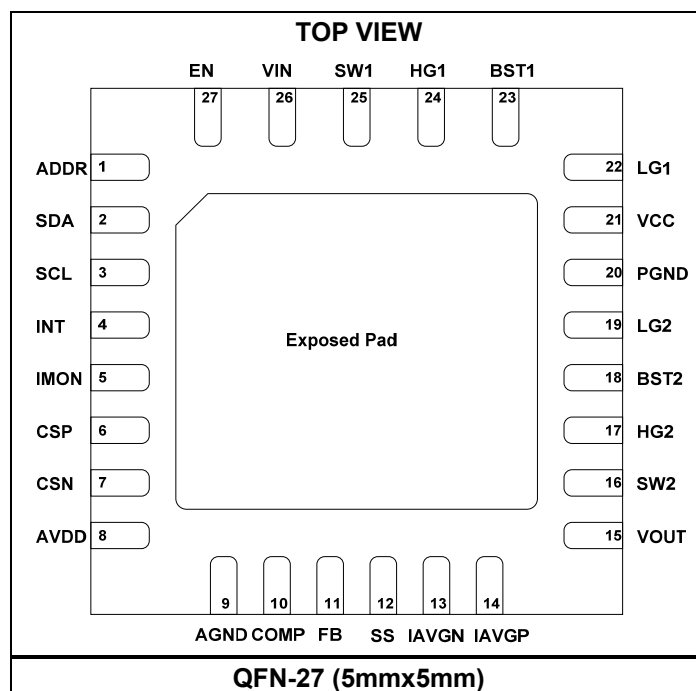 TOP VIEW
EN VIN SW1 HG1 BST1
27 26 25 24 23
ADDR 1 22 LG1
SDA 2 21 VCC
SCL 3 20 PGND
INT 4 19 LG2
Exposed Pad
IMON 5 18 BST2
CSP 6 17 HG2
CSN 7 16 SW2
AVDD 8 15 VOUT
9 10 11 12 13 14
AGND COMP FB SS IAVGN IAVGP
QFN-27 (5mmx5mm)